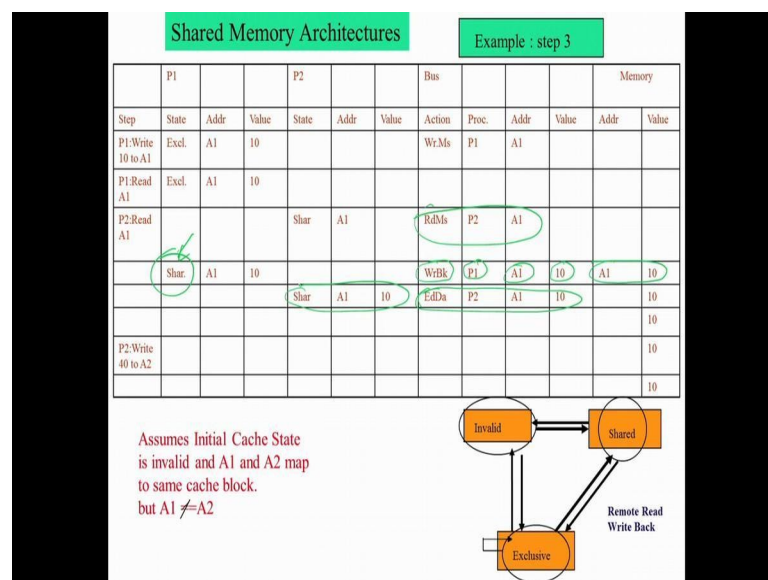 Shared Memory Architectures
Example : step 3
P1 P2 Bus Memory
Step State Addr Value State Addr Value Action Proc. Addr Value Addr Value
P1:Write Excl. A1 10 Wr.Ms P1 A1
10 to A1
P1:Read Excl. A1 10
A1
P2:Read Shar A1 RdMs P2 A1
A1
Shar. A1 10 WrBk P1 A1 10 A1 10
Shar A1 10 EdDa P2 A1 10 10
10
P2:Write 10
40 to A2
10
Assumes Initial Cache State
is invalid and A1 and A2 map
to same cache block.
but A1 ≠=A2
Invalid
Shared
Remote Read
Write Back
Exclusive